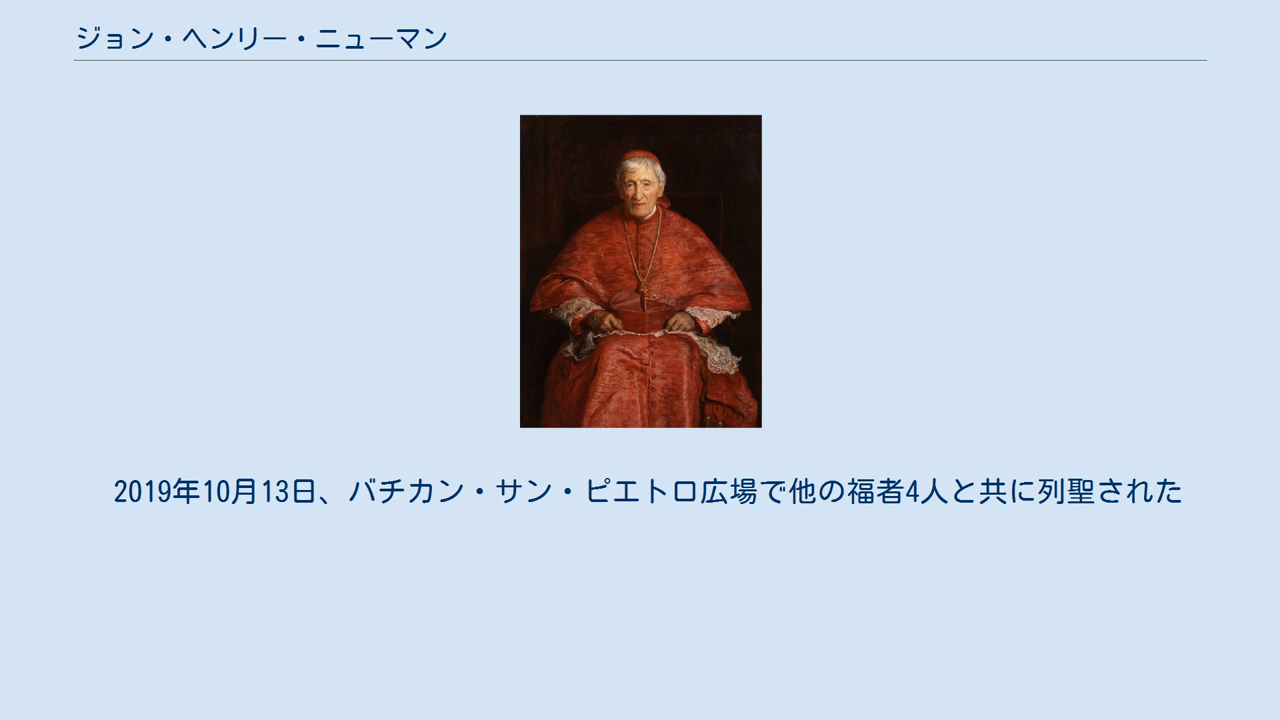 ジョン・ヘンリー・ニューマン
2019年10月13日、バチカン・サン・ピエトロ広場で他の福者4人と共に列聖された